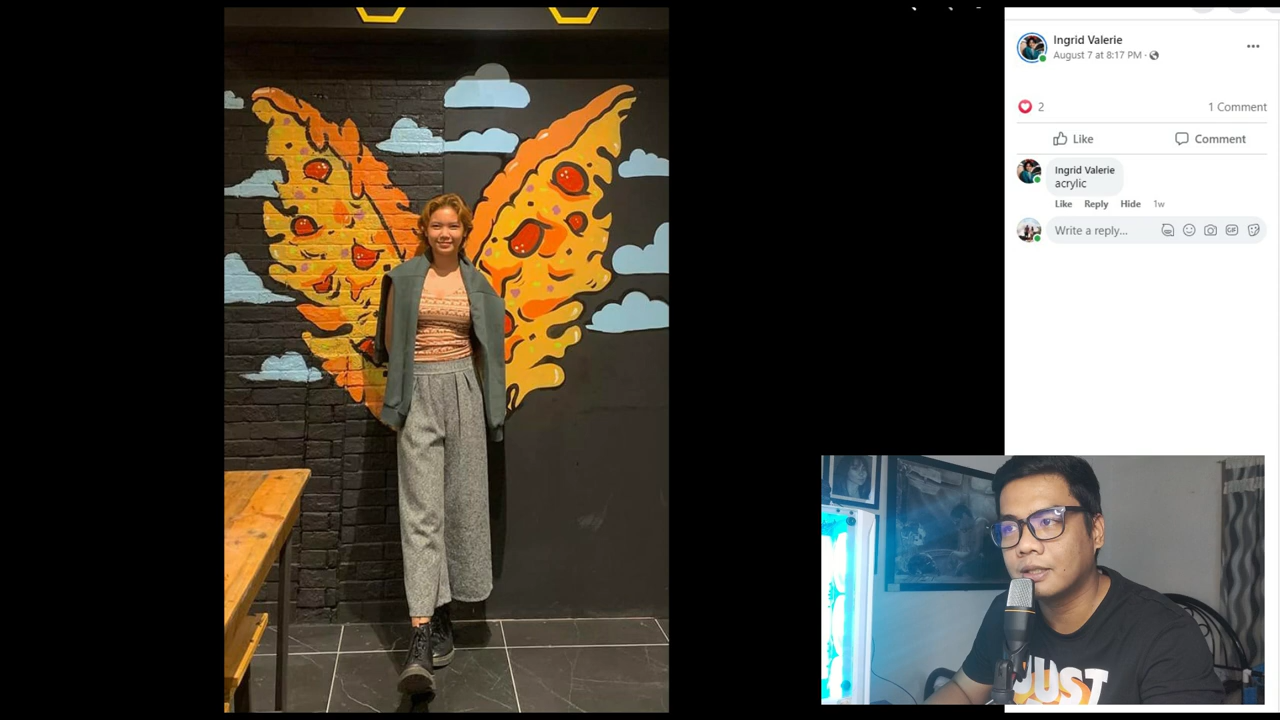 Ingrid Valerie
August 7 at 8:17 PM ·
2
1 Comment
Like
Comment
Ingrid Valerie
acrylic
Like Reply Hide 1w
Write a reply...
GIF
JUST